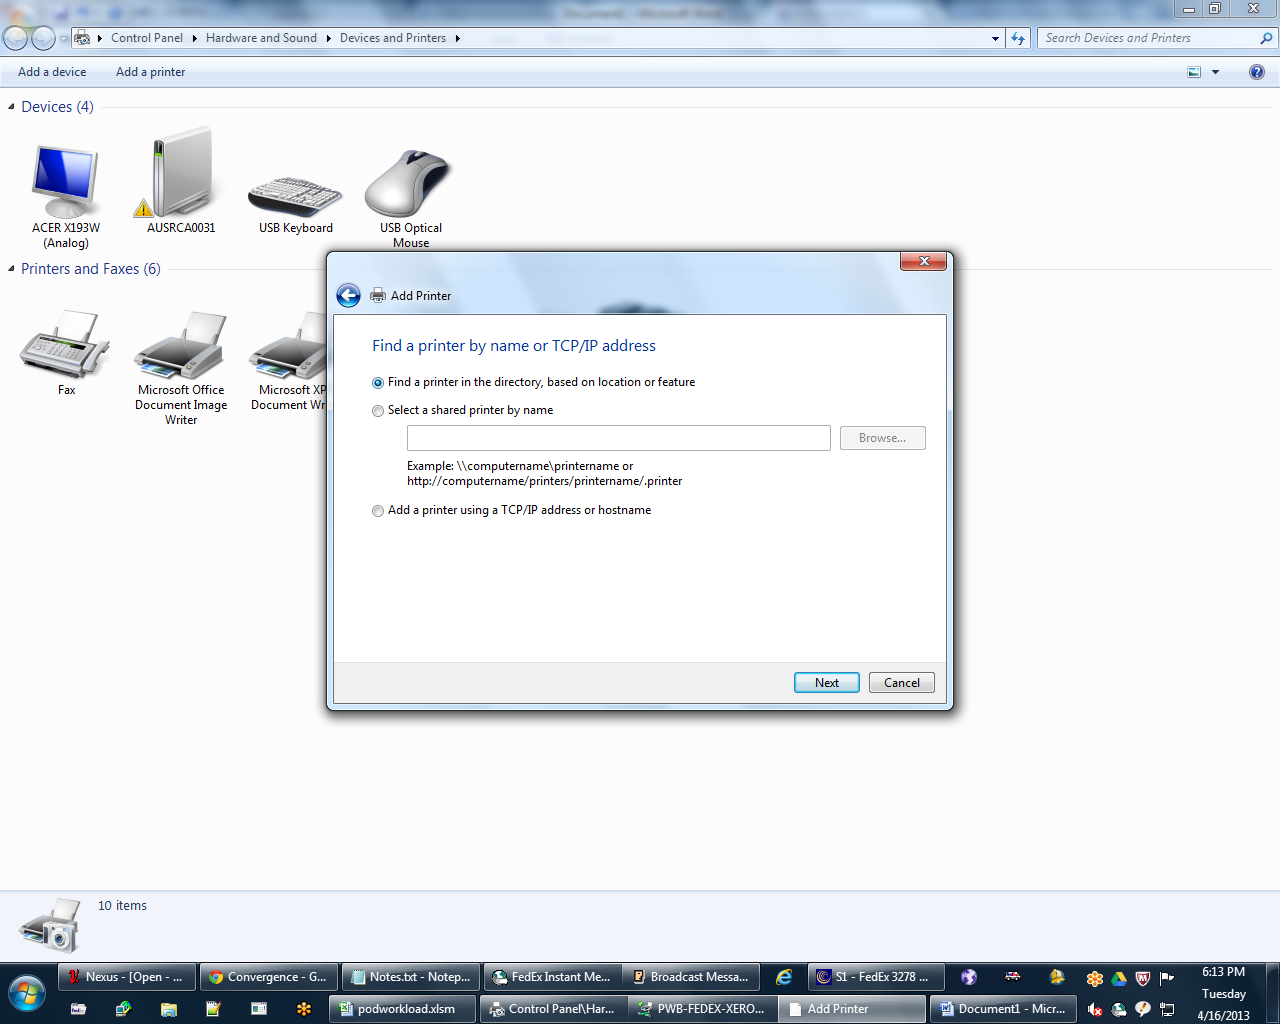 Control Panel Hardware and Sound Devices and Printers
Search Devices and Printers
Add a device Add a printer
Devices (4)
ACER X193W
(Analog)
AUSRCA0031
USB Keyboard
USB Optical
Mouse
Printers and Faxes (6)
Fax
Microsoft Office
Document Image
Writer
Microsoft XP
Document Wr
Add Printer
Find a printer by name or TCP/IP address
Find a printer in the directory, based on location or feature
Select a shared printer by name
Browse...
Example: \\computername\printername or
http://computername/printers/printername/.printer
Add a printer using a TCP/IP address or hostname
Next Cancel
10 items
Nexus - [Open - ... Convergence - G... Notes.txt - Notep... FedEx Instant Me... Broadcast Messa... S1 - FedEx 3278 ...
podworkload.xlsm Control Panel\Har... PWB-FEDEX-XERO... Add Printer Document1 - Micr...
6:13 PM
Tuesday
4/16/2013